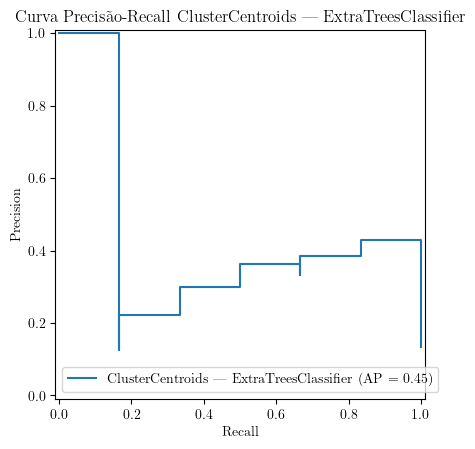 Curva Precisão-Recall ClusterCentroids — ExtraTreesClassifier
1.0
0.8
0.6
0.4
0.2
0.0
Precision
ClusterCentroids — ExtraTreesClassifier (AP = 0.45)
0.0 0.2 0.4 0.6 0.8 1.0
Recall